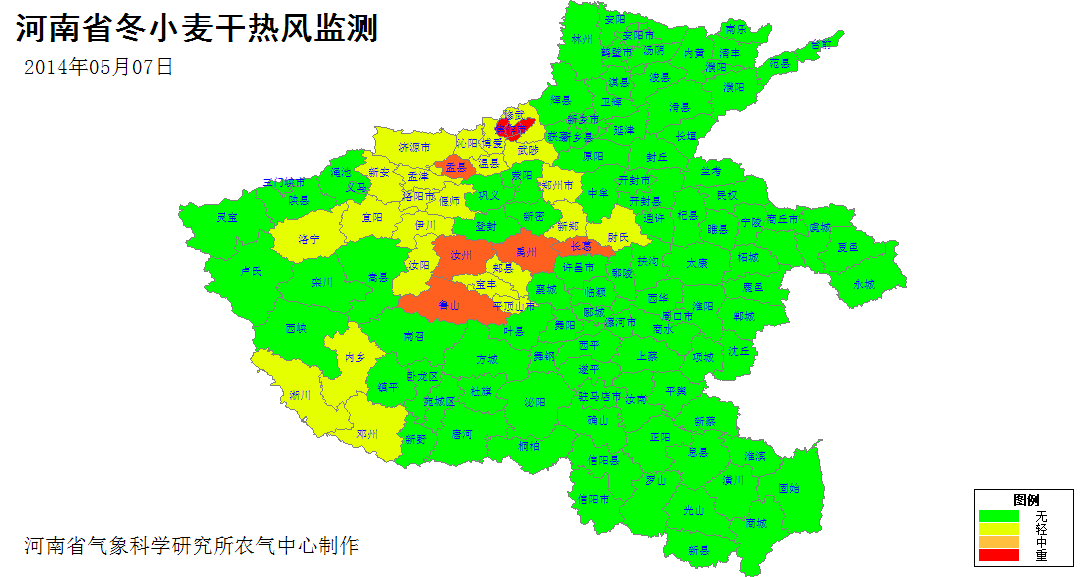 河南省冬小麦干热风监测
2014年05月07日
安阳
林州
安阳市
南乐
台前
鹤壁市
汤阴
内黄
清丰
范县
濮阳
淇县
浚县
濮阳
辉县
卫辉
滑县
修武
新乡市
延津
长垣
济源市
沁阳
博爱
武陟
获嘉
新乡县
原阳
封丘
渑池
新安
孟津
孟县
温县
荥阳
兰考
三门峡市
义马
郑州市
中牟
开封市
民权
陕县
洛阳市
偃师
巩义
开封县
灵宝
宜阳
伊川
登封
新密
新郑
尉氏
通许
杞县
睢县
宁陵
商丘市
虞城
洛宁
夏邑
卢氏
栾川
嵩县
汝阳
汝州
郏县
禹州
长葛
许昌市
鄢陵
扶沟
太康
柘城
永城
鲁山
宝丰
平顶山市
襄城
临颍
西华
淮阳
鹿邑
郾城
周口市
郸城
西峡
南召
叶县
舞阳
漯河市
商水
内乡
方城
舞钢
西平
上蔡
项城
沈丘
遂平
淅川
镇平
卧龙区
社旗
宛城区
泌阳
驻马店市
汝南
平舆
邓州
新野
唐河
桐柏
确山
正阳
新蔡
信阳县
息县
淮滨
信阳市
罗山
潢川
固始
光山
商城
新县
图例
无
轻
中
重
河南省气象科学研究所农气中心制作